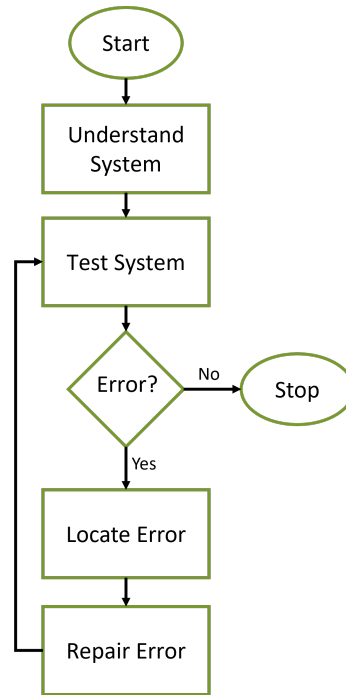 Start
Understand
System
Test System
Error?
No
Stop
Yes
Locate Error
Repair Error